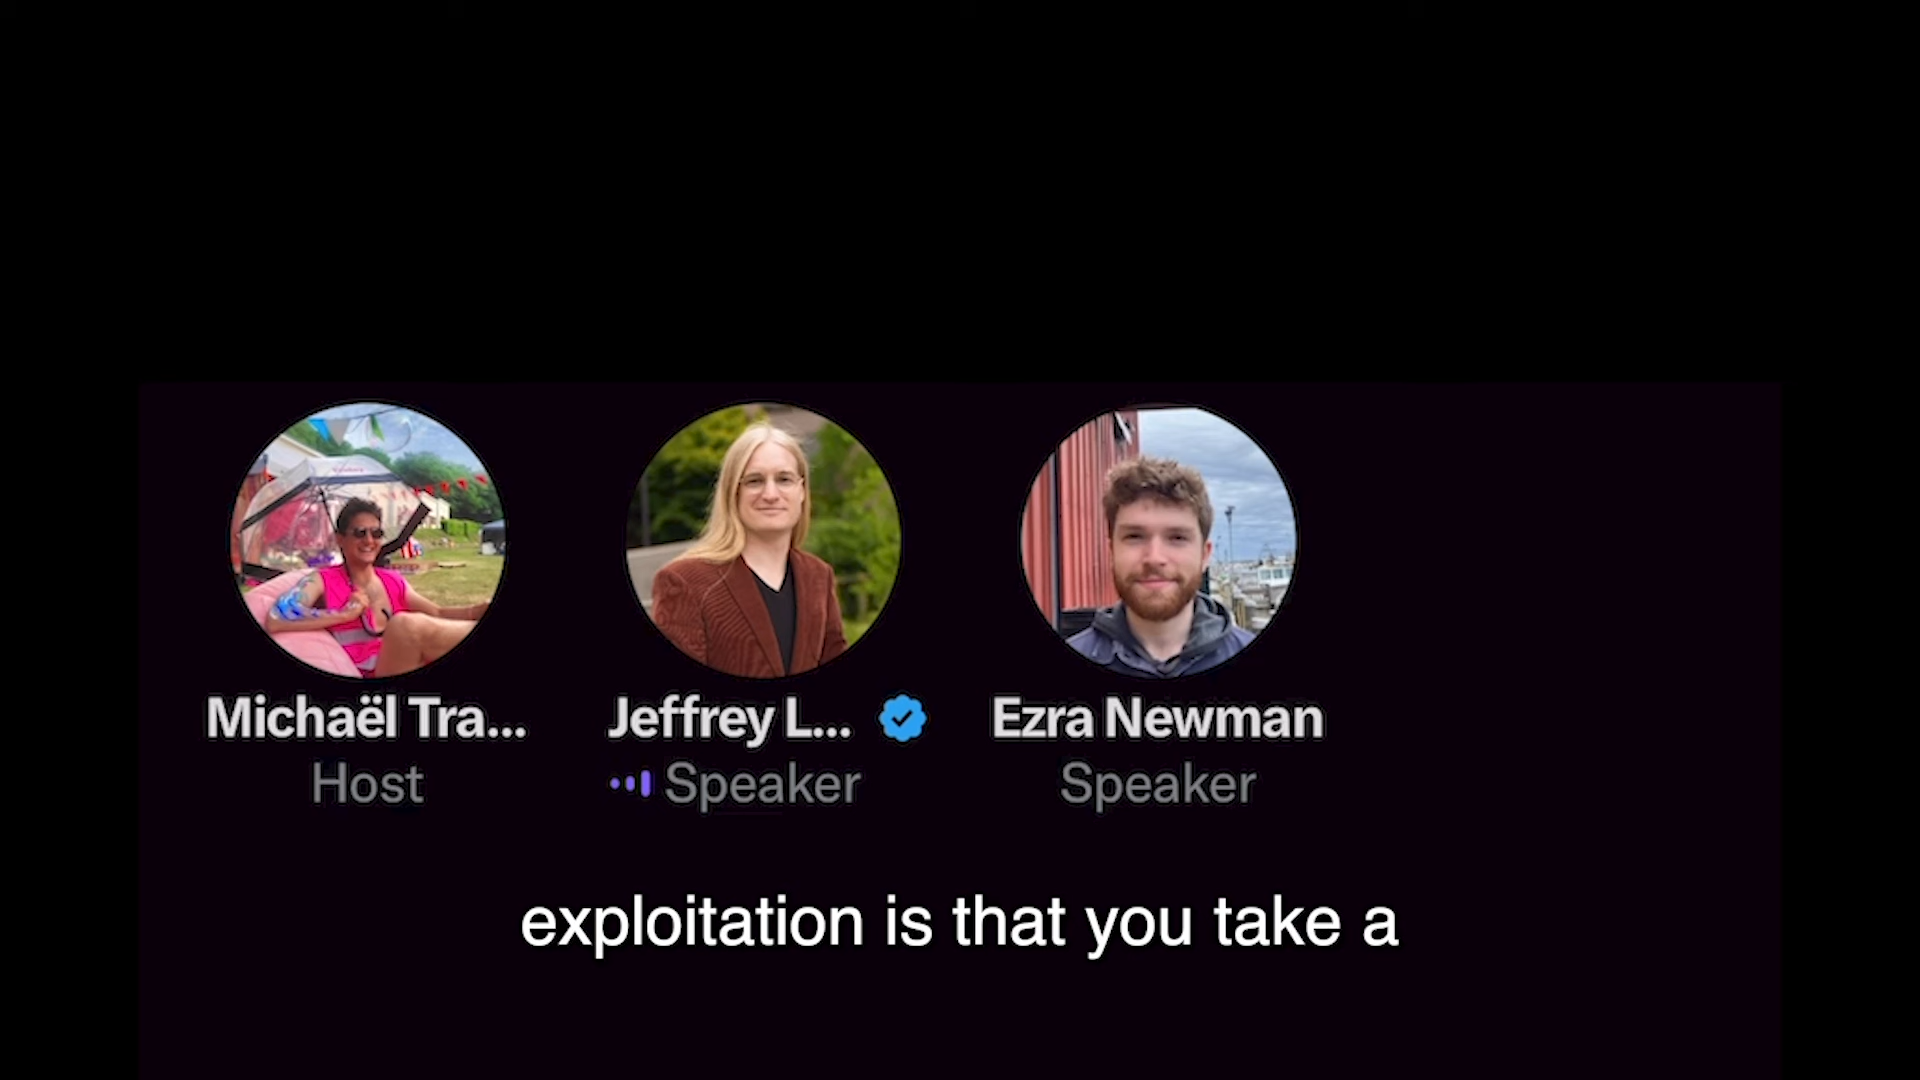 Michaël Tra...
Jeffrey L...
Ezra Newman
Host
Speaker
Speaker
exploitation is that you take a